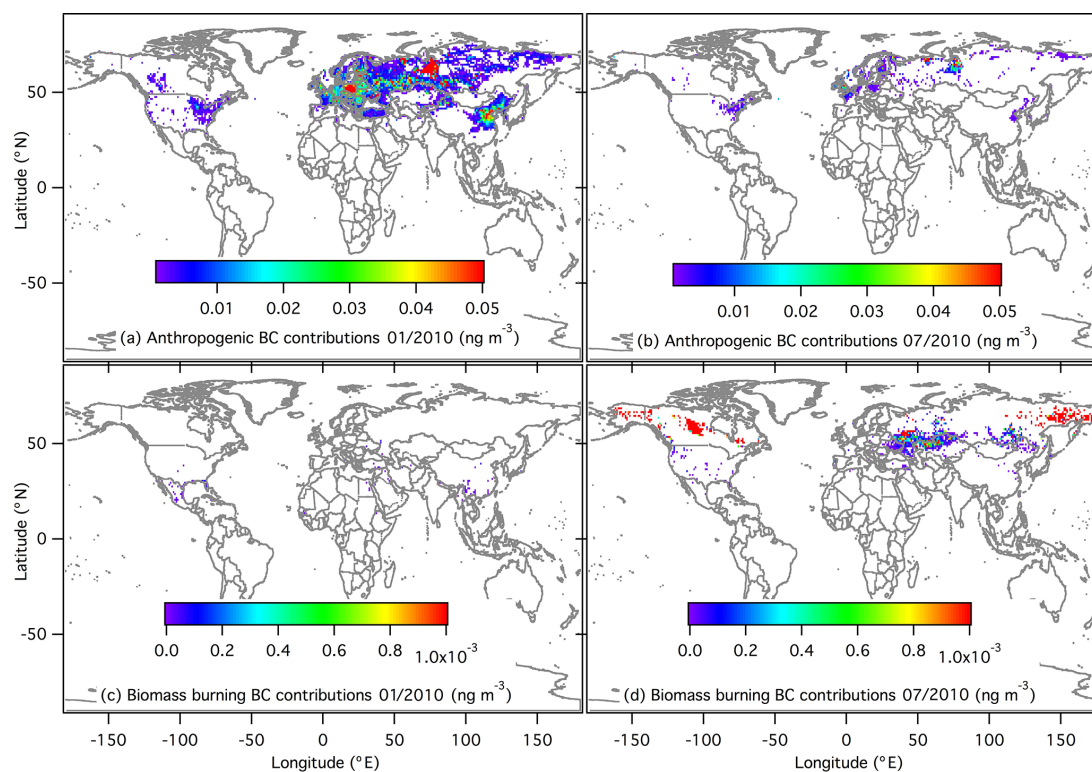 Latitude (°N)
50
0
-50
0.01 0.02 0.03 0.04 0.05
(a) Anthropogenic BC contributions 01/2010 (ng m⁻³)
0.01 0.02 0.03 0.04 0.05
(b) Anthropogenic BC contributions 07/2010 (ng m⁻³)
Latitude (°N)
50
0
-50
0.0 0.2 0.4 0.6 0.8 1.0x10⁻³
(c) Biomass burning BC contributions 01/2010 (ng m⁻³)
0.0 0.2 0.4 0.6 0.8 1.0x10⁻³
(d) Biomass burning BC contributions 07/2010 (ng m⁻³)
-150 -100 -50 0 50 100 150
Longitude (°E)
-150 -100 -50 0 50 100 150
Longitude (°E)